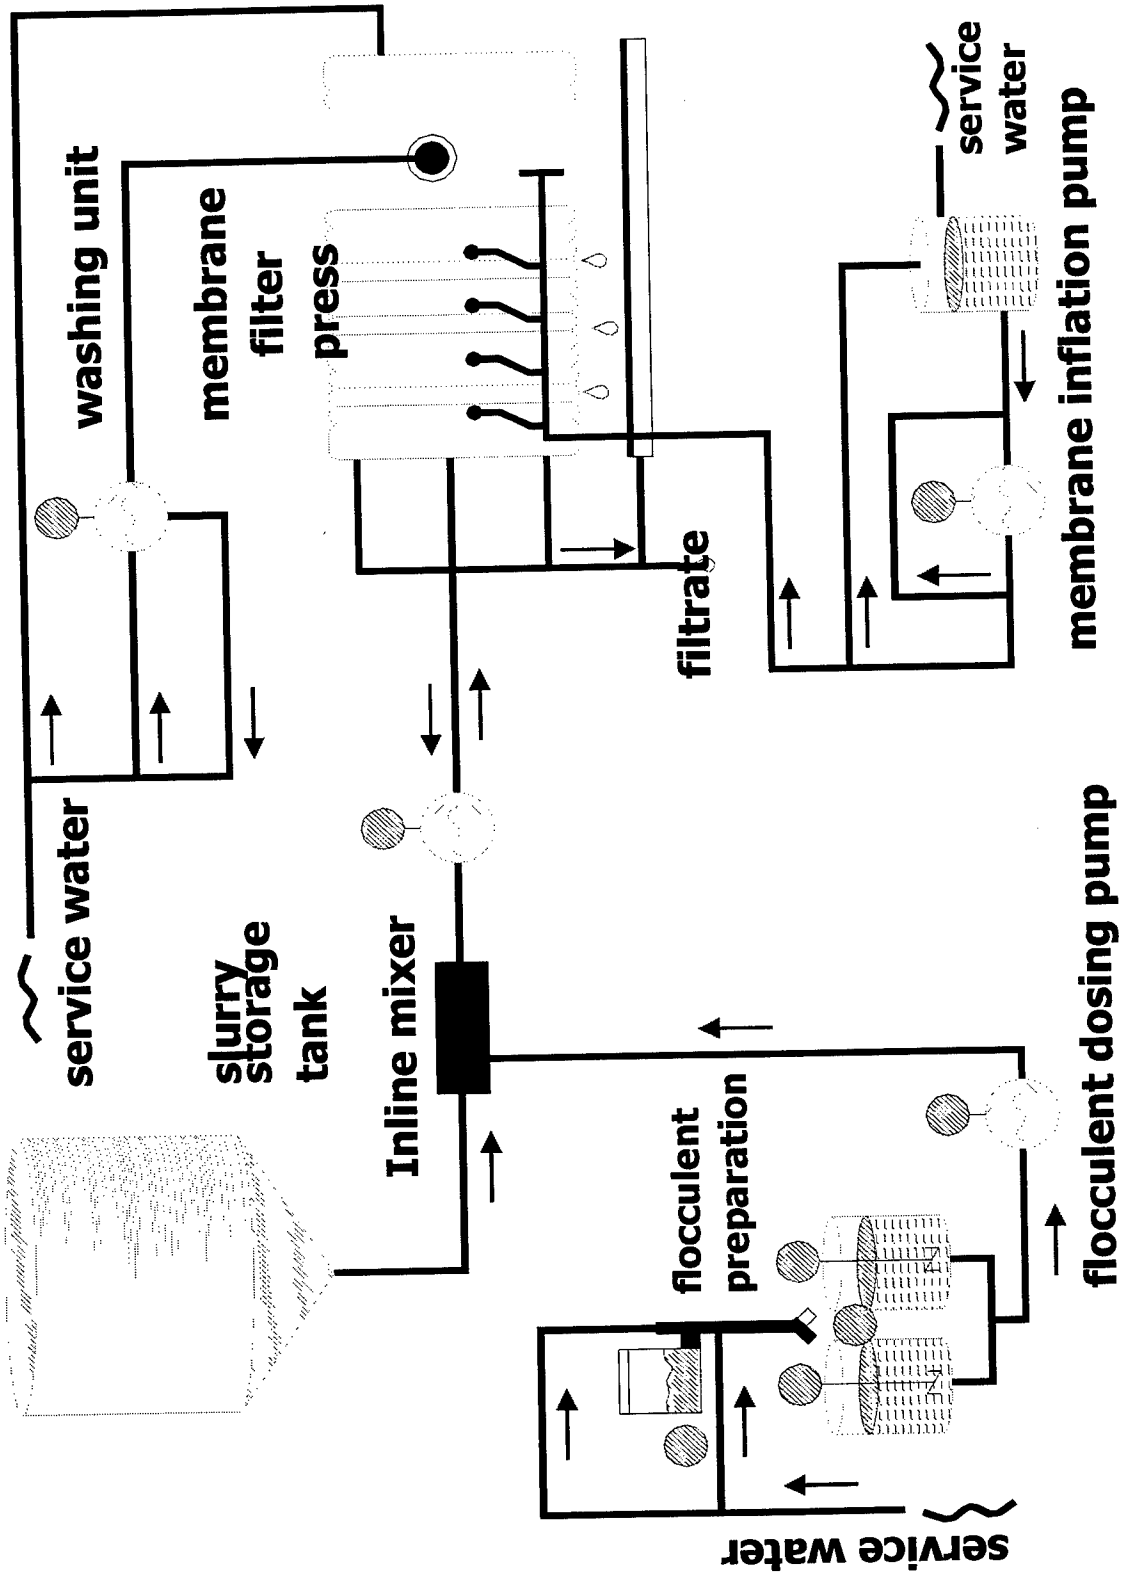 service water
washing unit
slurry
storage
tank
membrane
filter
press
Inline mixer
filtrate
service
water
flocculent
preparation
service water
flocculent dosing pump
membrane inflation pump